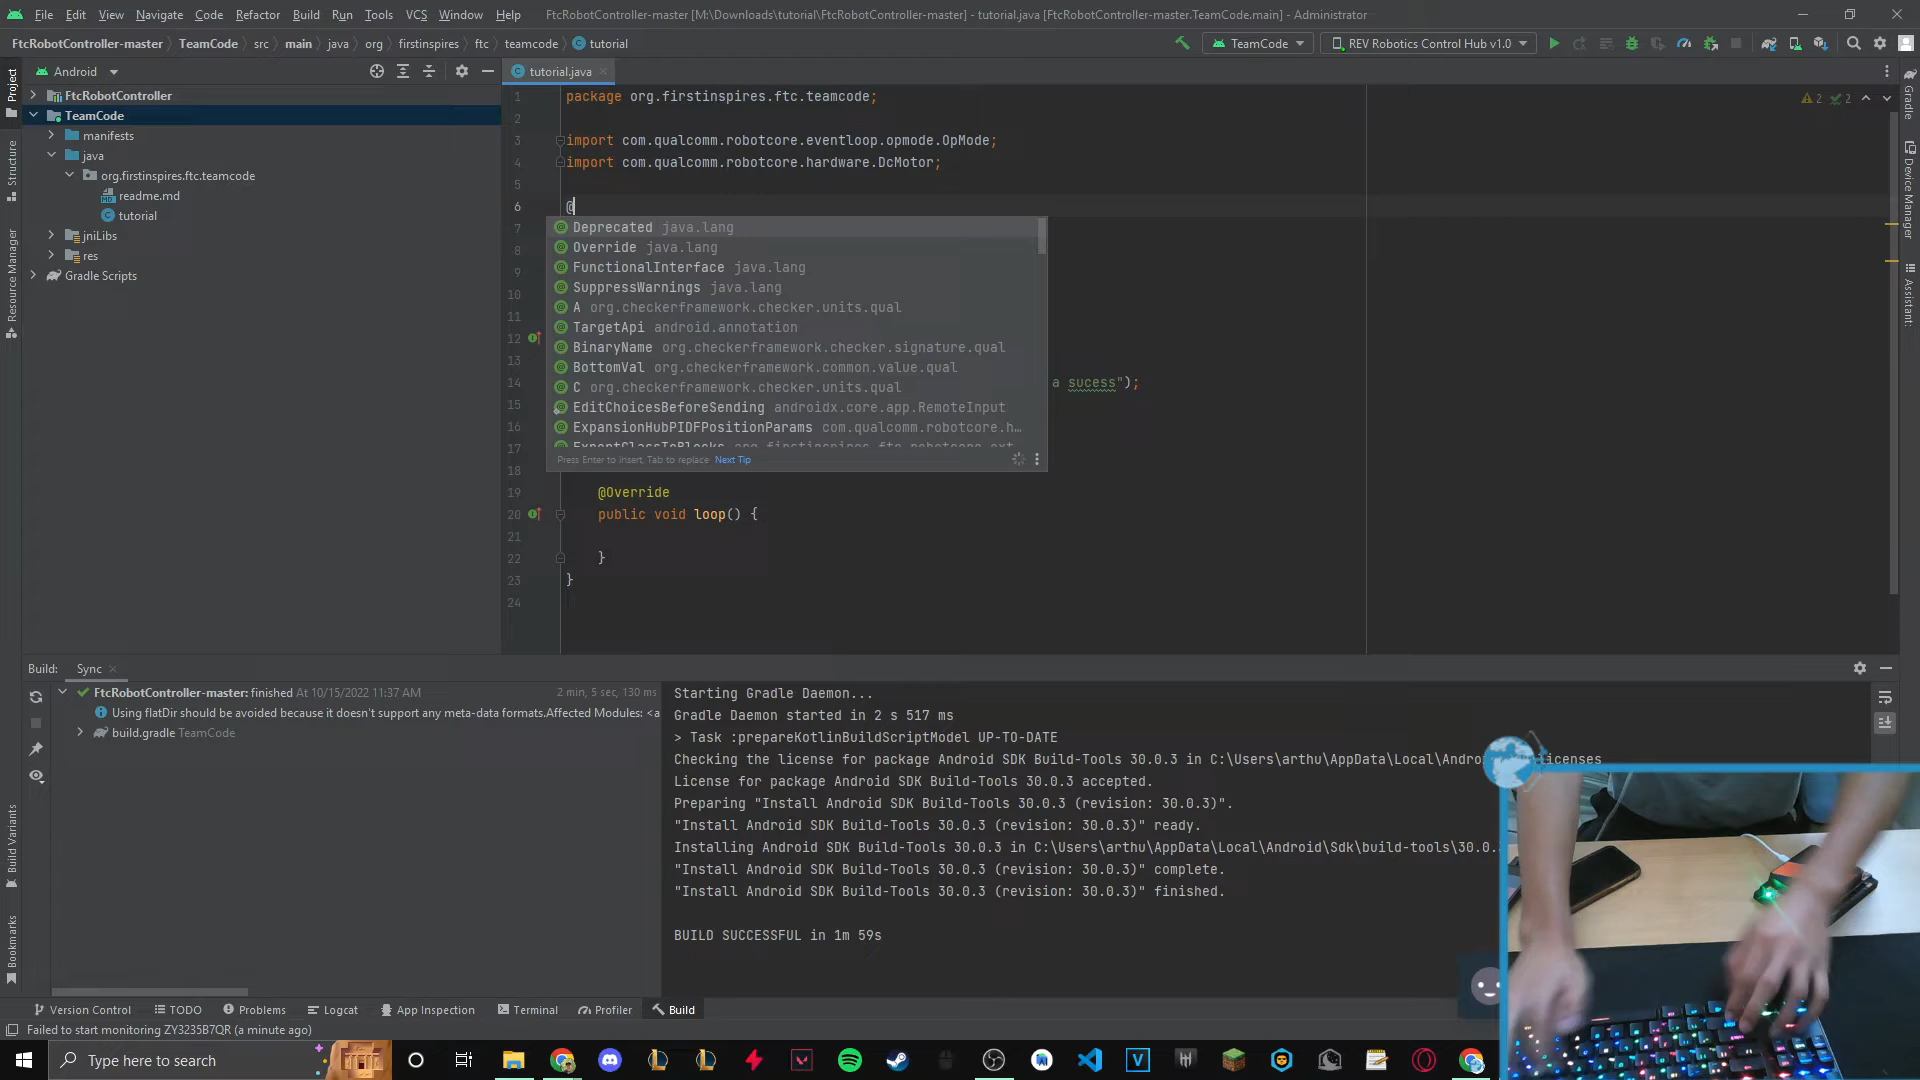 File Edit View Navigate Code Refactor Build Run Tools VCS Window Help FtcRobotController-master [M:\Downloads\tutorial\FtcRobotController-master] - tutorial.java [FtcRobotController-master.TeamCode.main] - Administrator
FtcRobotController-master TeamCode src main java org firstinspires ftc teamcode tutorial TeamCode REV Robotics Control Hub v1.0
Project
Android
tutorial.java
FtcRobotController
TeamCode
manifests
java
org.firstinspires.ftc.teamcode
readme.md
tutorial
jniLibs
res
Gradle Scripts
Structure
Resource Manager
Build Variants
Bookmarks
Gradle
Device Manager
Assistant:
2 2
1 package org.firstinspires.ftc.teamcode;
2
3 import com.qualcomm.robotcore.eventloop.opmode.OpMode;
4 import com.qualcomm.robotcore.hardware.DcMotor;
5
6 @
7
8
9
10
11
12
13
14 a sucess");
15
16
17
18
19 @Override
20 public void loop() {
21
22 }
23 }
24
Deprecated java.lang
Override java.lang
FunctionalInterface java.lang
SuppressWarnings java.lang
A org.checkerframework.checker.units.qual
TargetApi android.annotation
BinaryName org.checkerframework.checker.signature.qual
BottomVal org.checkerframework.common.value.qual
C org.checkerframework.checker.units.qual
EditChoicesBeforeSending androidx.core.app.RemoteInput
ExpansionHubPIDFPositionParams com.qualcomm.robotcore.h…
Press Enter to insert, Tab to replace Next Tip
Build: Sync
FtcRobotController-master: finished At 10/15/2022 11:37 AM 2 min, 5 sec, 130 ms
Using flatDir should be avoided because it doesn't support any meta-data formats.Affected Modules: <a
build.gradle TeamCode
Starting Gradle Daemon...
Gradle Daemon started in 2 s 517 ms
> Task :prepareKotlinBuildScriptModel UP-TO-DATE
Checking the license for package Android SDK Build-Tools 30.0.3 in C:\Users\arthu\AppData\Local\Andro icenses
License for package Android SDK Build-Tools 30.0.3 accepted.
Preparing "Install Android SDK Build-Tools 30.0.3 (revision: 30.0.3)".
"Install Android SDK Build-Tools 30.0.3 (revision: 30.0.3)" ready.
Installing Android SDK Build-Tools 30.0.3 in C:\Users\arthu\AppData\Local\Android\Sdk\build-tools\30.0.
"Install Android SDK Build-Tools 30.0.3 (revision: 30.0.3)" complete.
"Install Android SDK Build-Tools 30.0.3 (revision: 30.0.3)" finished.
BUILD SUCCESSFUL in 1m 59s
Version Control TODO Problems Logcat App Inspection Terminal Profiler Build
Failed to start monitoring ZY3235B7QR (a minute ago)
Type here to search